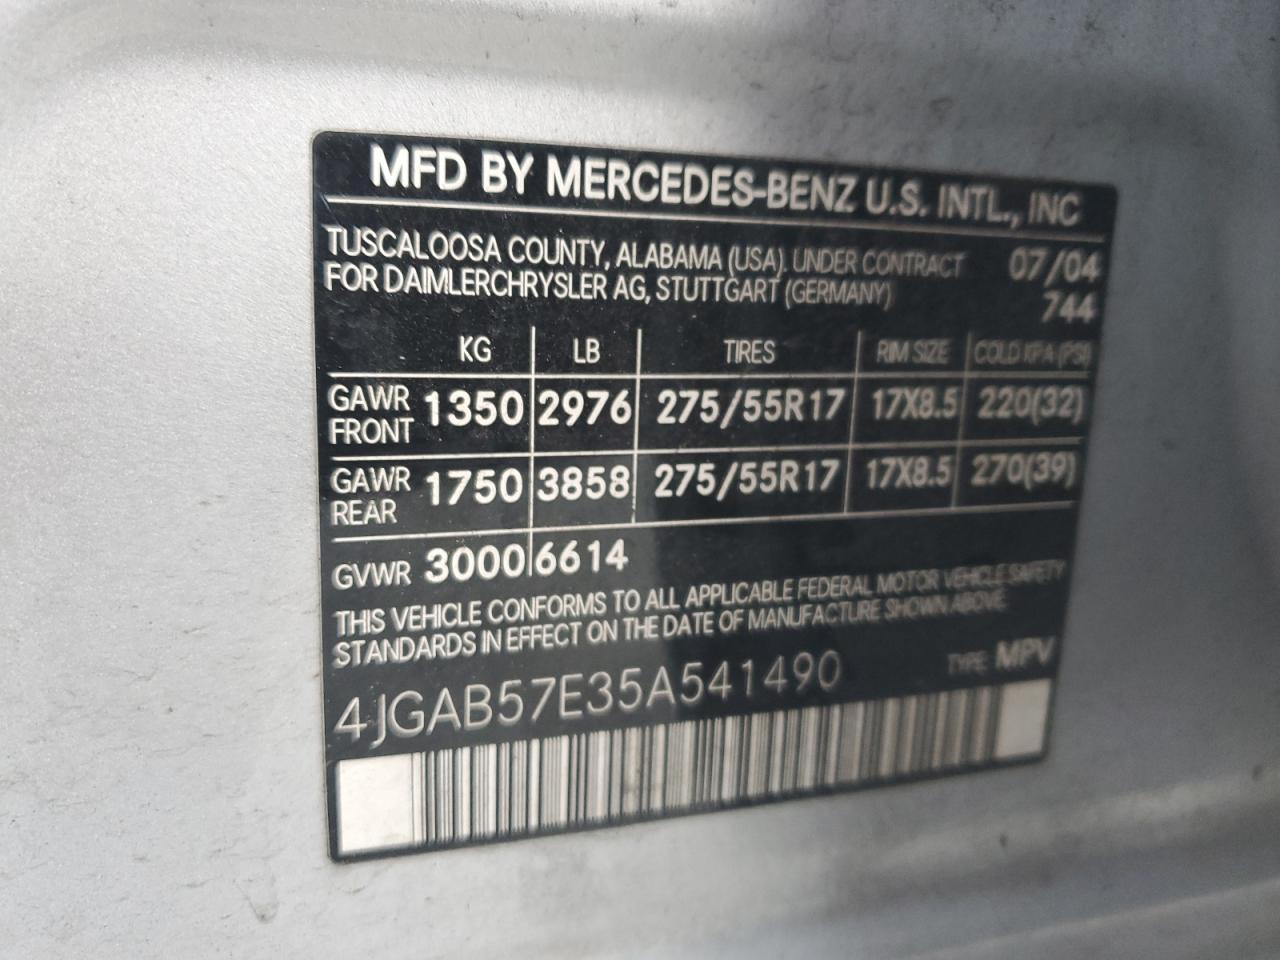 MFD BY MERCEDES-BENZ U.S. INTL., INC
TUSCALOOSA COUNTY, ALABAMA (USA) UNDER CONTRACT 07/04
FOR DAIMLERCHRYSLER AG, STUTTGART (GERMANY) 744
KG LB TIRES RIM SIZE COLD KPA (PSI)
GAWR FRONT 1350 2976 275/55R17 17X8.5 220(32)
GAWR REAR 1750 3858 275/55R17 17X8.5 270(39)
GVWR 3000 6614
THIS VEHICLE CONFORMS TO ALL APPLICABLE FEDERAL MOTOR VEHICLE SAFETY
STANDARDS IN EFFECT ON THE DATE OF MANUFACTURE SHOWN ABOVE
4JGAB57E35A541490 TYPE: MPV